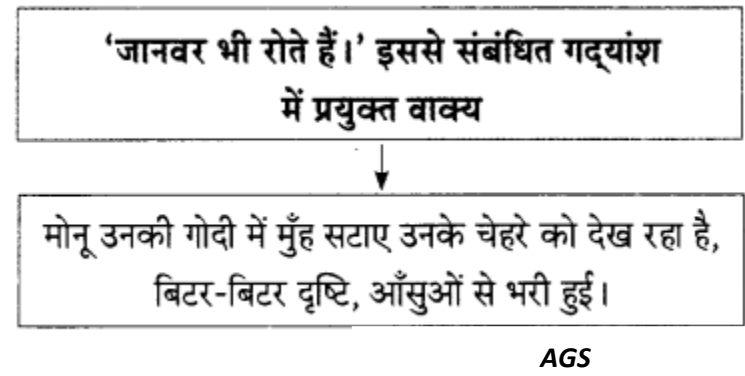 ‘जानवर भी रोते हैं।’ इससे संबंधित गद्‌यांश
में प्रयुक्त वाक्य
मोनू उनकी गोदी में मुँह सटाए उनके चेहरे को देख रहा है,
बिटर-बिटर दृष्टि, आँसुओं से भरी हुई।
AGS